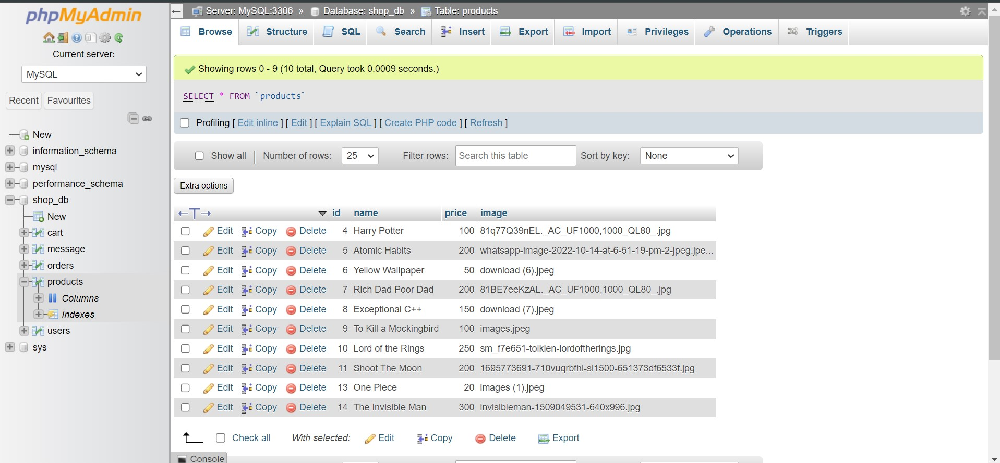 phpMyAdmin
Current server:
MySQL
Recent Favourites
New
information_schema
mysql
performance_schema
shop_db
New
cart
message
orders
products
Columns
Indexes
users
sys
Server: MySQL:3306 » Database: shop_db » Table: products
Browse Structure SQL Search Insert Export Import Privileges Operations Triggers
Showing rows 0 - 9 (10 total, Query took 0.0009 seconds.)
SELECT * FROM `products`
Profiling [ Edit inline ] [ Edit ] [ Explain SQL ] [ Create PHP code ] [ Refresh ]
Show all Number of rows: 25 Filter rows: Search this table Sort by key: None
Extra options
id name price image
Edit Copy Delete 4 Harry Potter 100 81q77Q39nEL._AC_UF1000,1000_QL80_.jpg
Edit Copy Delete 5 Atomic Habits 200 whatsapp-image-2022-10-14-at-6-51-19-pm-2-jpeg.jpe...
Edit Copy Delete 6 Yellow Wallpaper 50 download (6).jpeg
Edit Copy Delete 7 Rich Dad Poor Dad 200 81BE7eeKzAL._AC_UF1000,1000_QL80_.jpg
Edit Copy Delete 8 Exceptional C++ 150 download (7).jpeg
Edit Copy Delete 9 To Kill a Mockingbird 100 images.jpeg
Edit Copy Delete 10 Lord of the Rings 250 sm_f7e651-tolkien-lordoftherings.jpg
Edit Copy Delete 11 Shoot The Moon 200 1695773691-710vuqrbfhl-sl1500-651373df6533f.jpg
Edit Copy Delete 13 One Piece 20 images (1).jpeg
Edit Copy Delete 14 The Invisible Man 300 invisibleman-1509049531-640x996.jpg
Check all With selected: Edit Copy Delete Export
Console